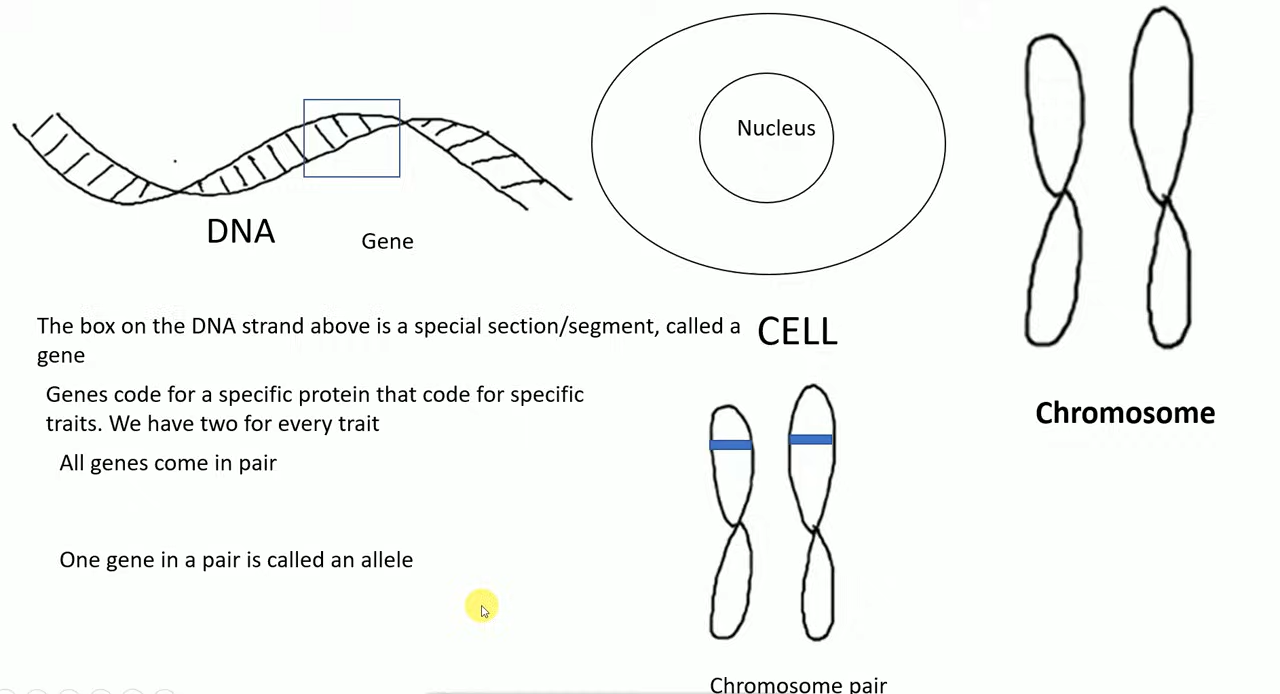 Nucleus
DNA
Gene
The box on the DNA strand above is a special section/segment, called a
gene
CELL
Genes code for a specific protein that code for specific
traits. We have two for every trait
Chromosome
All genes come in pair
One gene in a pair is called an allele
Chromosome pair